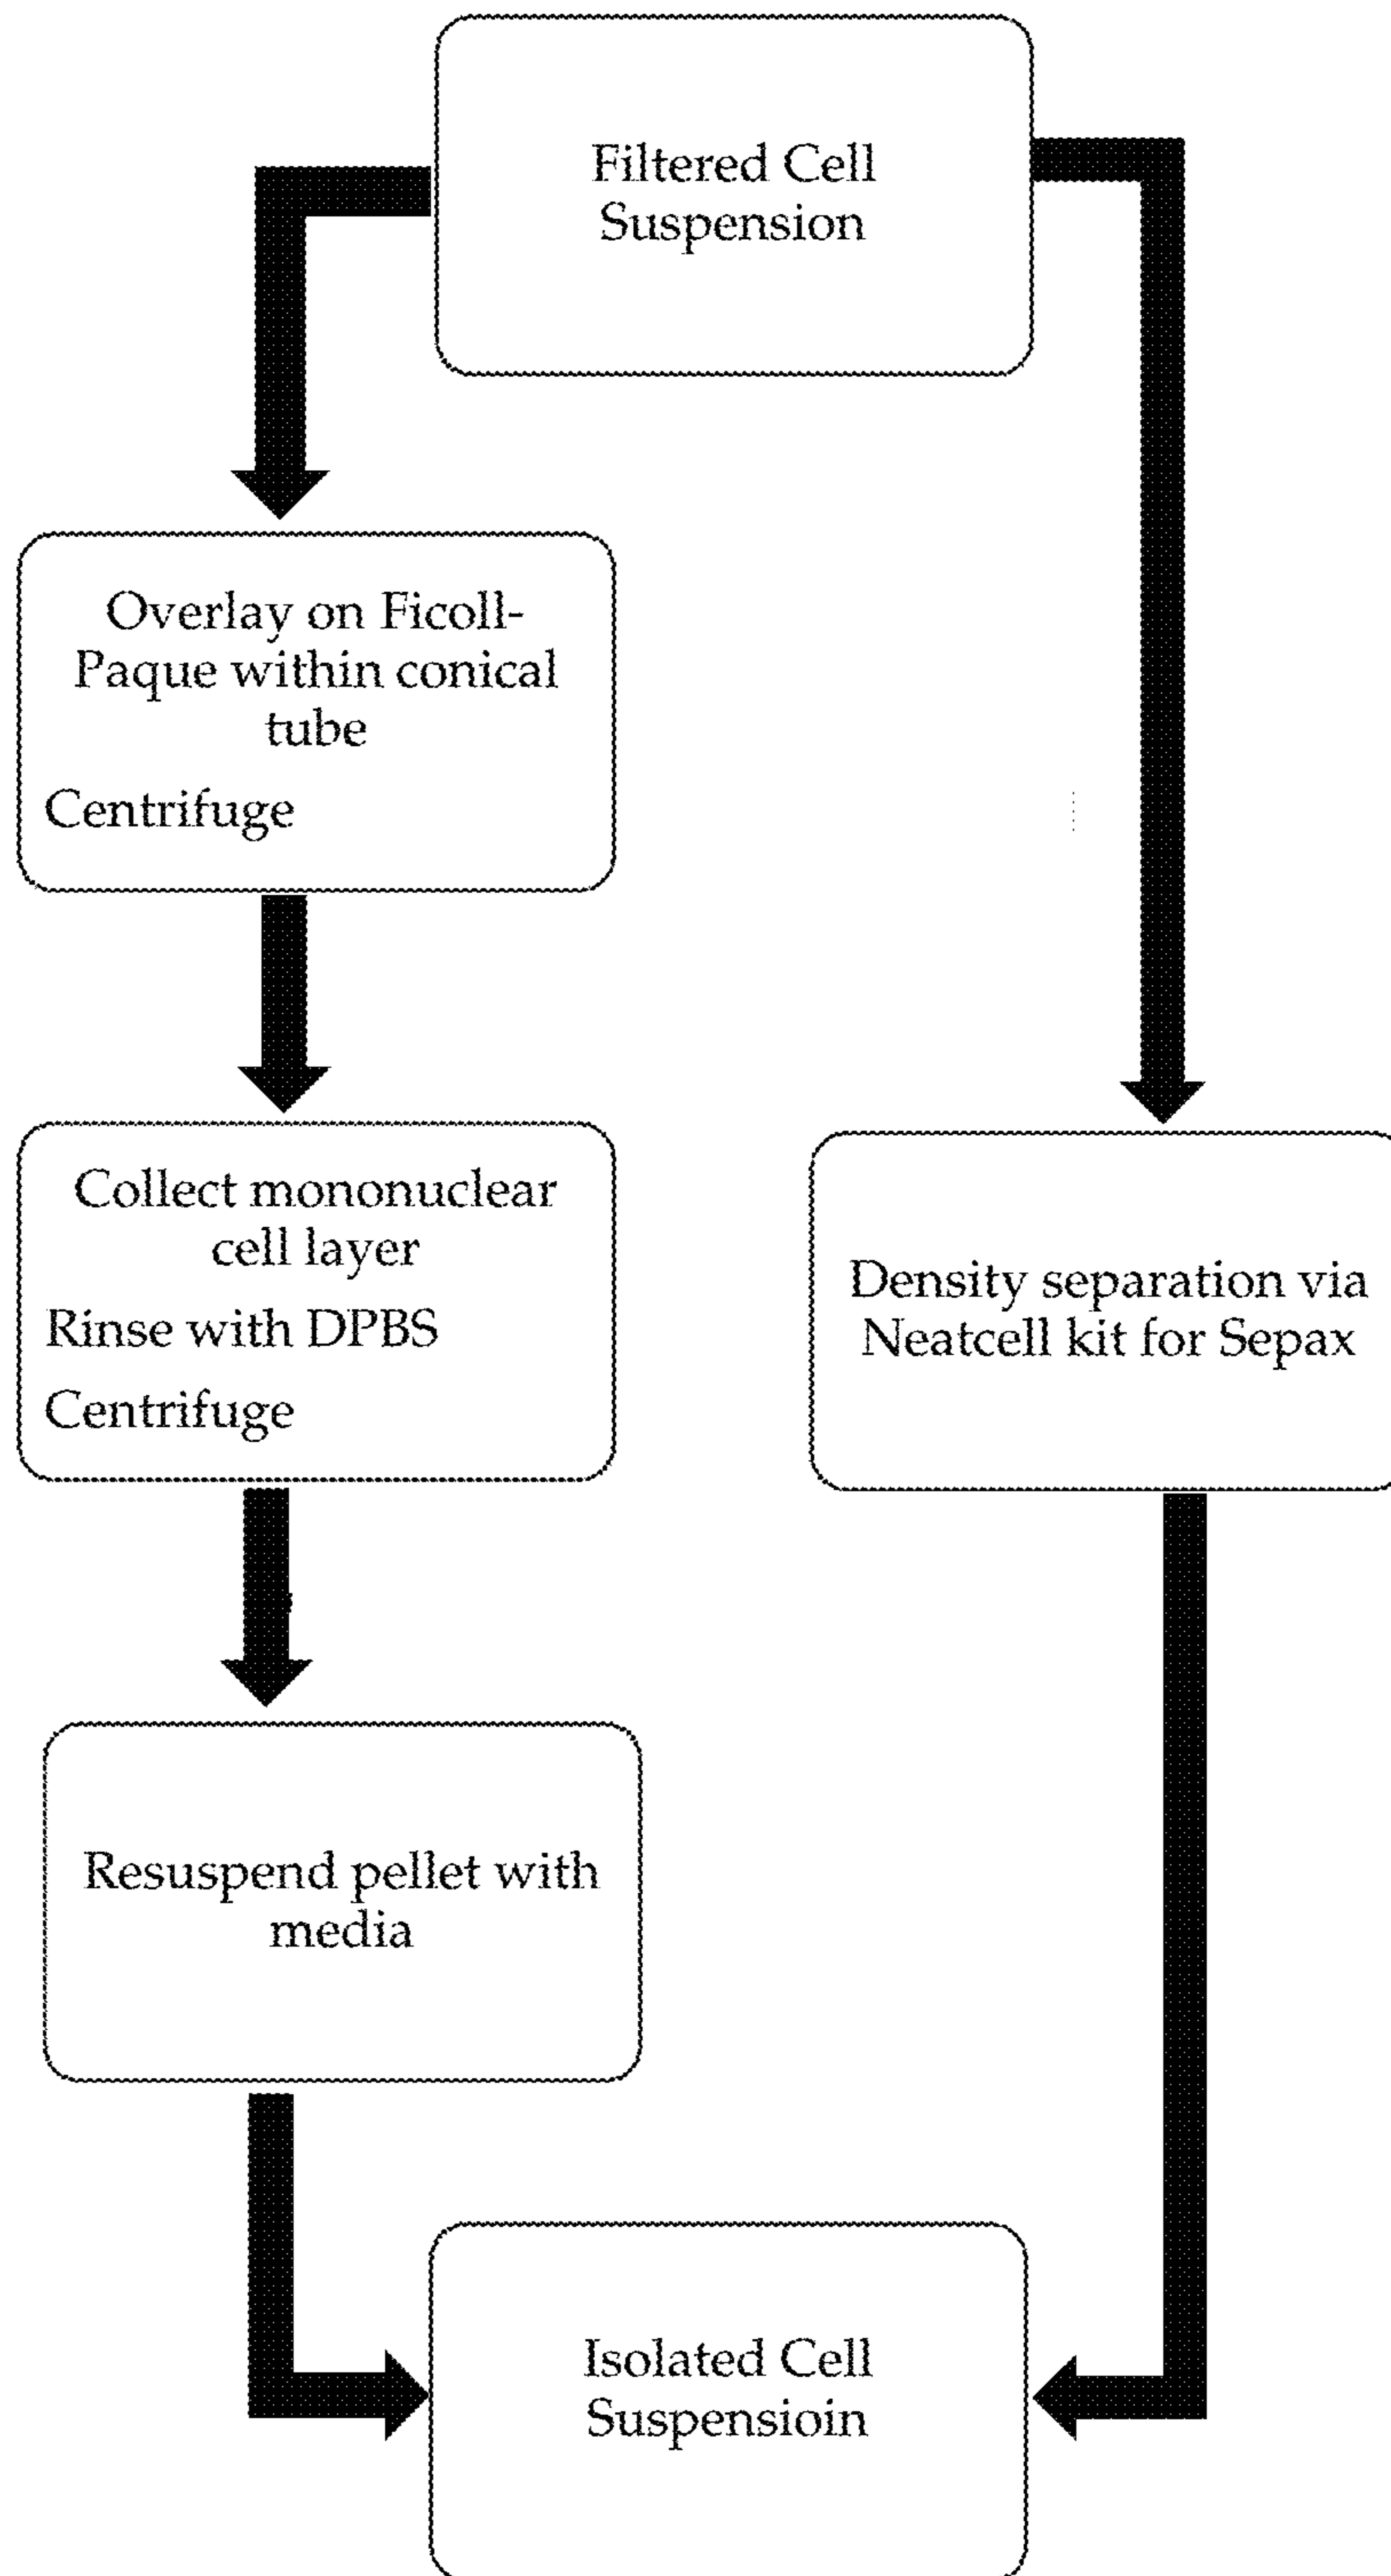 Filtered Cell
Suspension
Overlay on Ficoll-
Paque within conical
tube
Centrifuge
Collect mononuclear
cell layer
Rinse with DPBS
Centrifuge
Density separation via
Neatcell kit for Sepax
Resuspend pellet with
media
Isolated Cell
Suspensioin